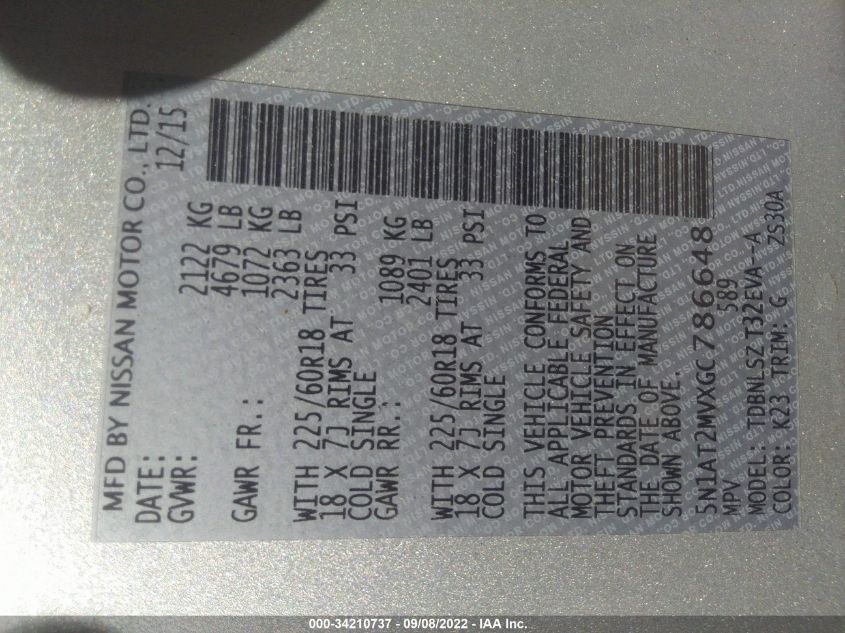 MFD BY NISSAN MOTOR CO., LTD.
DATE: 12/15
GVWR: 2122 KG
4679 LB
GAWR FR.: 1072 KG
2363 LB
WITH 225/60R18 TIRES
18 X 7J RIMS AT 33 PSI
COLD SINGLE
GAWR RR.: 1089 KG
2401 LB
WITH 225/60R18 TIRES
18 X 7J RIMS AT 33 PSI
COLD SINGLE
THIS VEHICLE CONFORMS TO
ALL APPLICABLE FEDERAL
MOTOR VEHICLE SAFETY AND
THEFT PREVENTION
STANDARDS IN EFFECT ON
THE DATE OF MANUFACTURE
SHOWN ABOVE.
5N1AT2MVXGC786648
MPV 589
MODEL: TDBNLSZ T32EVA--A
COLOR: K23 TRIM: G ZS30A
000-34210737 - 09/08/2022 - IAA Inc.